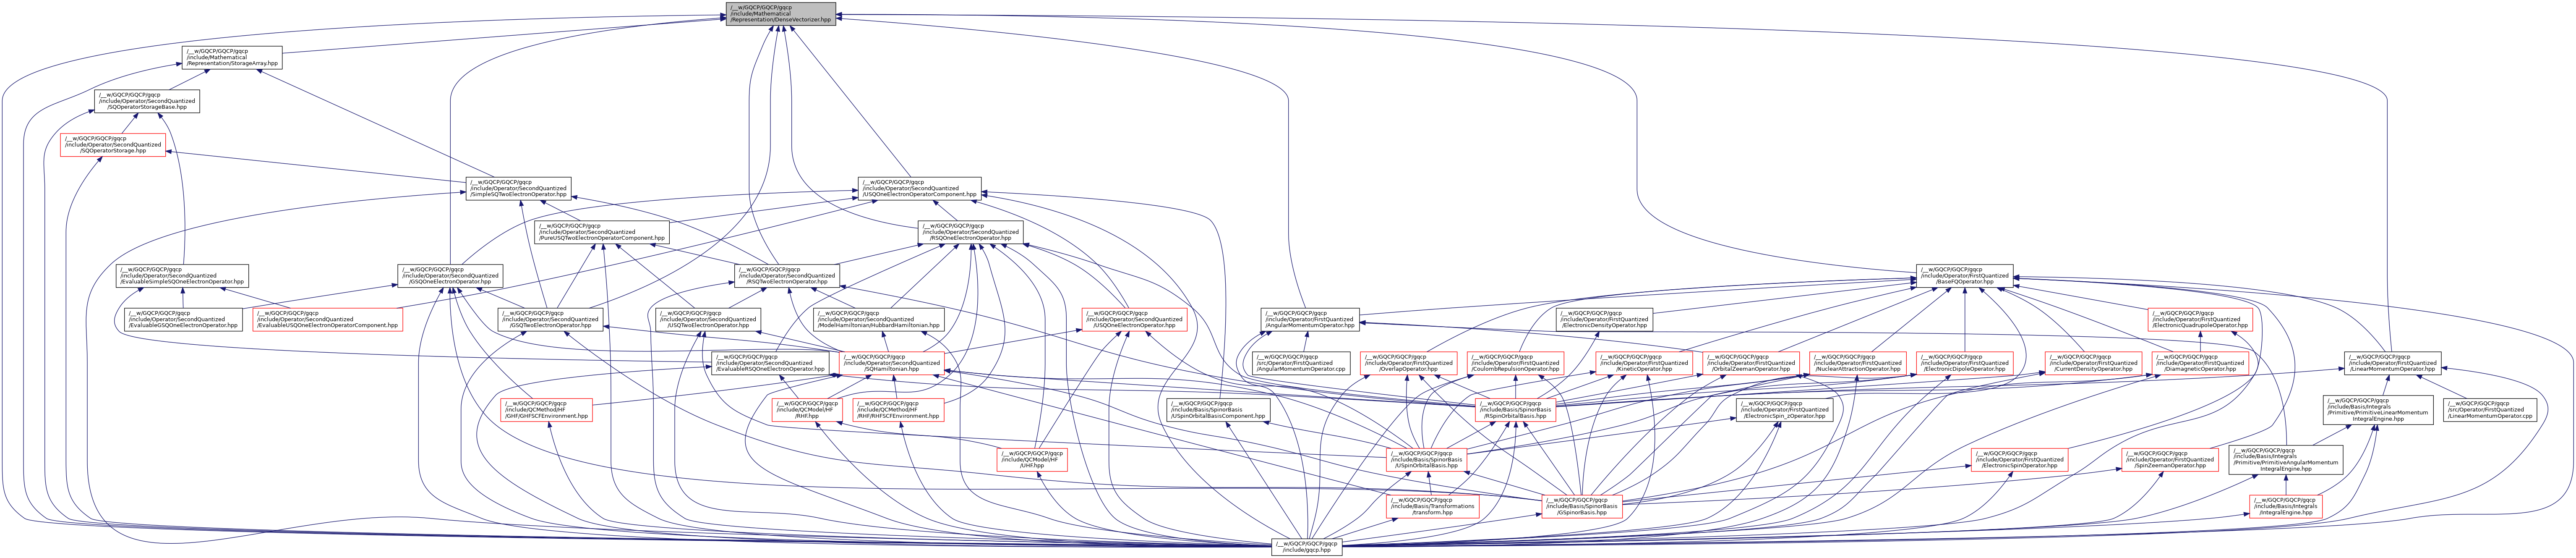 /__w/GQCP/GQCP/gqcp
/include/Mathematical
/Representation/DenseVectorizer.hpp
/__w/GQCP/GQCP/gqcp
/include/Mathematical
/Representation/StorageArray.hpp
/__w/GQCP/GQCP/gqcp
/include/Operator/SecondQuantized
/SQOperatorStorageBase.hpp
/__w/GQCP/GQCP/gqcp
/include/Operator/SecondQuantized
/SQOperatorStorage.hpp
/__w/GQCP/GQCP/gqcp
/include/Operator/SecondQuantized
/SimpleSQTwoElectronOperator.hpp
/__w/GQCP/GQCP/gqcp
/include/Operator/SecondQuantized
/USQOneElectronOperatorComponent.hpp
/__w/GQCP/GQCP/gqcp
/include/Operator/SecondQuantized
/PureUSQTwoElectronOperatorComponent.hpp
/__w/GQCP/GQCP/gqcp
/include/Operator/SecondQuantized
/RSQOneElectronOperator.hpp
/__w/GQCP/GQCP/gqcp
/include/Operator/SecondQuantized
/EvaluableSimpleSQOneElectronOperator.hpp
/__w/GQCP/GQCP/gqcp
/include/Operator/SecondQuantized
/GSQOneElectronOperator.hpp
/__w/GQCP/GQCP/gqcp
/include/Operator/SecondQuantized
/RSQTwoElectronOperator.hpp
/__w/GQCP/GQCP/gqcp
/include/Operator/FirstQuantized
/BaseFQOperator.hpp
/__w/GQCP/GQCP/gqcp
/include/Operator/SecondQuantized
/EvaluableGSQOneElectronOperator.hpp
/__w/GQCP/GQCP/gqcp
/include/Operator/SecondQuantized
/EvaluableUSQOneElectronOperatorComponent.hpp
/__w/GQCP/GQCP/gqcp
/include/Operator/SecondQuantized
/GSQTwoElectronOperator.hpp
/__w/GQCP/GQCP/gqcp
/include/Operator/SecondQuantized
/USQTwoElectronOperator.hpp
/__w/GQCP/GQCP/gqcp
/include/Operator/SecondQuantized
/ModelHamiltonian/HubbardHamiltonian.hpp
/__w/GQCP/GQCP/gqcp
/include/Operator/SecondQuantized
/USQOneElectronOperator.hpp
/__w/GQCP/GQCP/gqcp
/include/Operator/FirstQuantized
/AngularMomentumOperator.hpp
/__w/GQCP/GQCP/gqcp
/include/Operator/FirstQuantized
/ElectronicDensityOperator.hpp
/__w/GQCP/GQCP/gqcp
/include/Operator/FirstQuantized
/ElectronicQuadrupoleOperator.hpp
/__w/GQCP/GQCP/gqcp
/include/Operator/SecondQuantized
/EvaluableRSQOneElectronOperator.hpp
/__w/GQCP/GQCP/gqcp
/include/Operator/SecondQuantized
/SQHamiltonian.hpp
/__w/GQCP/GQCP/gqcp
/src/Operator/FirstQuantized
/AngularMomentumOperator.cpp
/__w/GQCP/GQCP/gqcp
/include/Operator/FirstQuantized
/OverlapOperator.hpp
/__w/GQCP/GQCP/gqcp
/include/Operator/FirstQuantized
/CoulombRepulsionOperator.hpp
/__w/GQCP/GQCP/gqcp
/include/Operator/FirstQuantized
/KineticOperator.hpp
/__w/GQCP/GQCP/gqcp
/include/Operator/FirstQuantized
/OrbitalZeemanOperator.hpp
/__w/GQCP/GQCP/gqcp
/include/Operator/FirstQuantized
/NuclearAttractionOperator.hpp
/__w/GQCP/GQCP/gqcp
/include/Operator/FirstQuantized
/ElectronicDipoleOperator.hpp
/__w/GQCP/GQCP/gqcp
/include/Operator/FirstQuantized
/CurrentDensityOperator.hpp
/__w/GQCP/GQCP/gqcp
/include/Operator/FirstQuantized
/DiamagneticOperator.hpp
/__w/GQCP/GQCP/gqcp
/include/Operator/FirstQuantized
/LinearMomentumOperator.hpp
/__w/GQCP/GQCP/gqcp
/include/QCMethod/HF
/GHF/GHFSCFEnvironment.hpp
/__w/GQCP/GQCP/gqcp
/include/QCModel/HF
/RHF.hpp
/__w/GQCP/GQCP/gqcp
/include/QCMethod/HF
/RHF/RHFSCFEnvironment.hpp
/__w/GQCP/GQCP/gqcp
/include/Basis/SpinorBasis
/USpinOrbitalBasisComponent.hpp
/__w/GQCP/GQCP/gqcp
/include/Basis/SpinorBasis
/RSpinOrbitalBasis.hpp
/__w/GQCP/GQCP/gqcp
/include/Operator/FirstQuantized
/ElectronicSpin_zOperator.hpp
/__w/GQCP/GQCP/gqcp
/include/Basis/Integrals
/Primitive/PrimitiveLinearMomentum
IntegralEngine.hpp
/__w/GQCP/GQCP/gqcp
/src/Operator/FirstQuantized
/LinearMomentumOperator.cpp
/__w/GQCP/GQCP/gqcp
/include/QCModel/HF
/UHF.hpp
/__w/GQCP/GQCP/gqcp
/include/Basis/SpinorBasis
/USpinOrbitalBasis.hpp
/__w/GQCP/GQCP/gqcp
/include/Operator/FirstQuantized
/ElectronicSpinOperator.hpp
/__w/GQCP/GQCP/gqcp
/include/Operator/FirstQuantized
/SpinZeemanOperator.hpp
/__w/GQCP/GQCP/gqcp
/include/Basis/Integrals
/Primitive/PrimitiveAngularMomentum
IntegralEngine.hpp
/__w/GQCP/GQCP/gqcp
/include/Basis/Transformations
/transform.hpp
/__w/GQCP/GQCP/gqcp
/include/Basis/SpinorBasis
/GSpinorBasis.hpp
/__w/GQCP/GQCP/gqcp
/include/Basis/Integrals
/IntegralEngine.hpp
/__w/GQCP/GQCP/gqcp
/include/gqcp.hpp